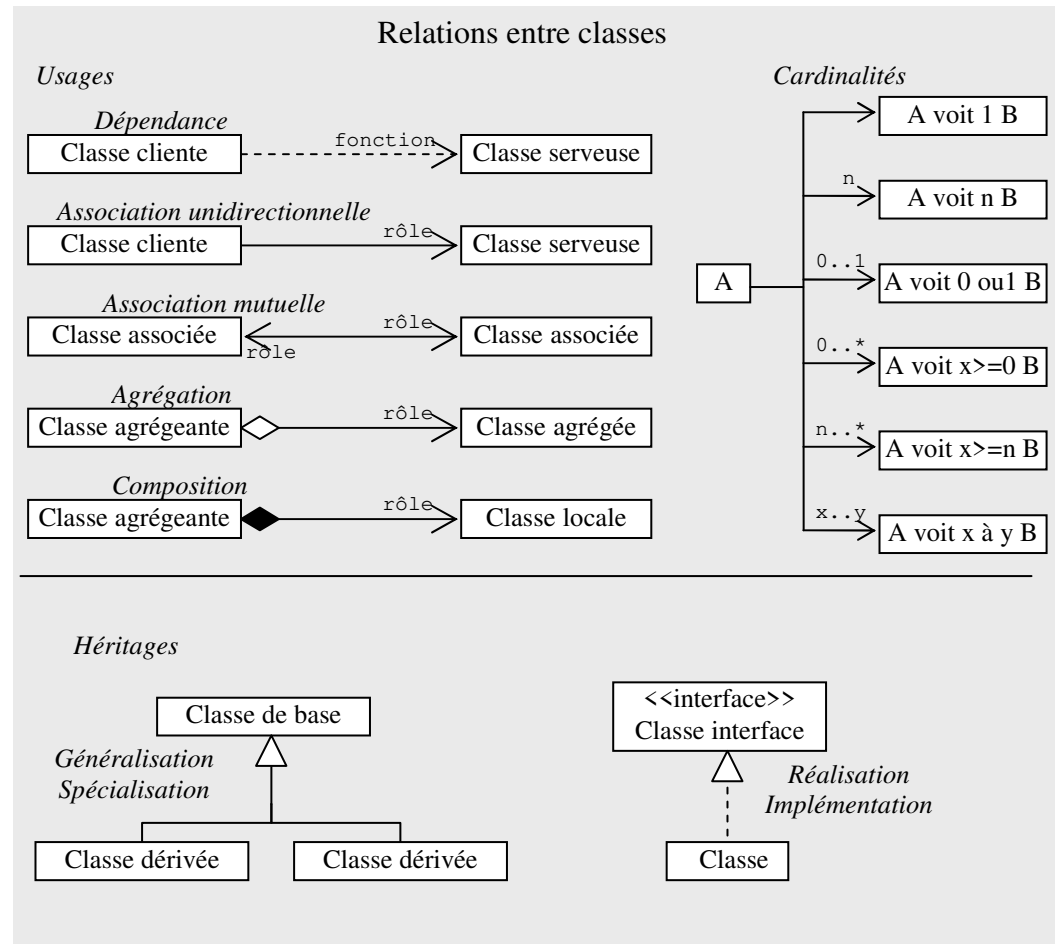 Relations entre classes
Usages
Dépendance
Classe cliente
fonction
Classe serveuse
Association unidirectionnelle
Classe cliente
rôle
Classe serveuse
Association mutuelle
Classe associée
rôle
rôle
Classe associée
Agrégation
Classe agrégeante
rôle
Classe agrégée
Composition
Classe agrégeante
rôle
Classe locale
Cardinalités
A
A voit 1 B
n
A voit n B
0..1
A voit 0 ou1 B
0..*
A voit x>=0 B
n..*
A voit x>=n B
x..y
A voit x à y B
Héritages
Classe de base
Généralisation
Spécialisation
Classe dérivée
Classe dérivée
<<interface>>
Classe interface
Réalisation
Implémentation
Classe